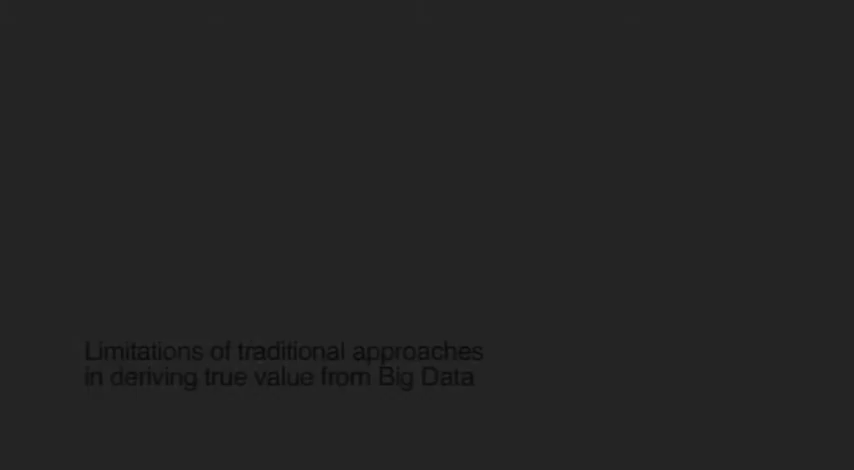 Limitations of traditional approaches
in deriving true value from Big Data